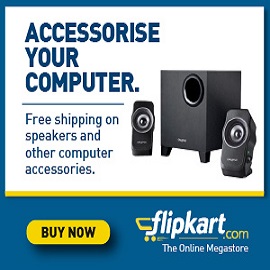 ACCESSORISE
YOUR
COMPUTER.
Free shipping on
speakers and
other computer
accessories.
BUY NOW
flipkart.com
The Online Megastore